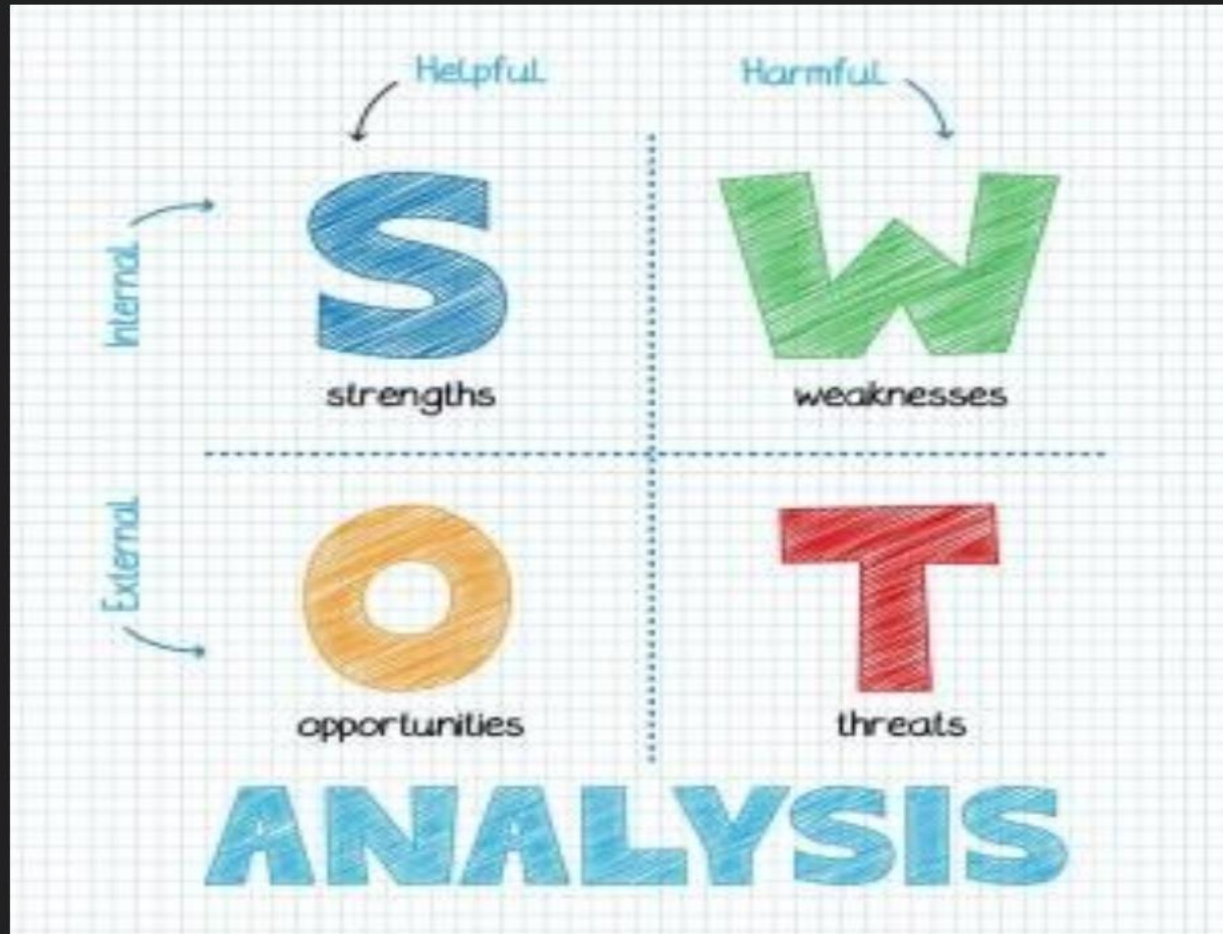 Helpful Harmful
Internal
S W
strengths weaknesses
External
O T
opportunities threats
ANALYSIS